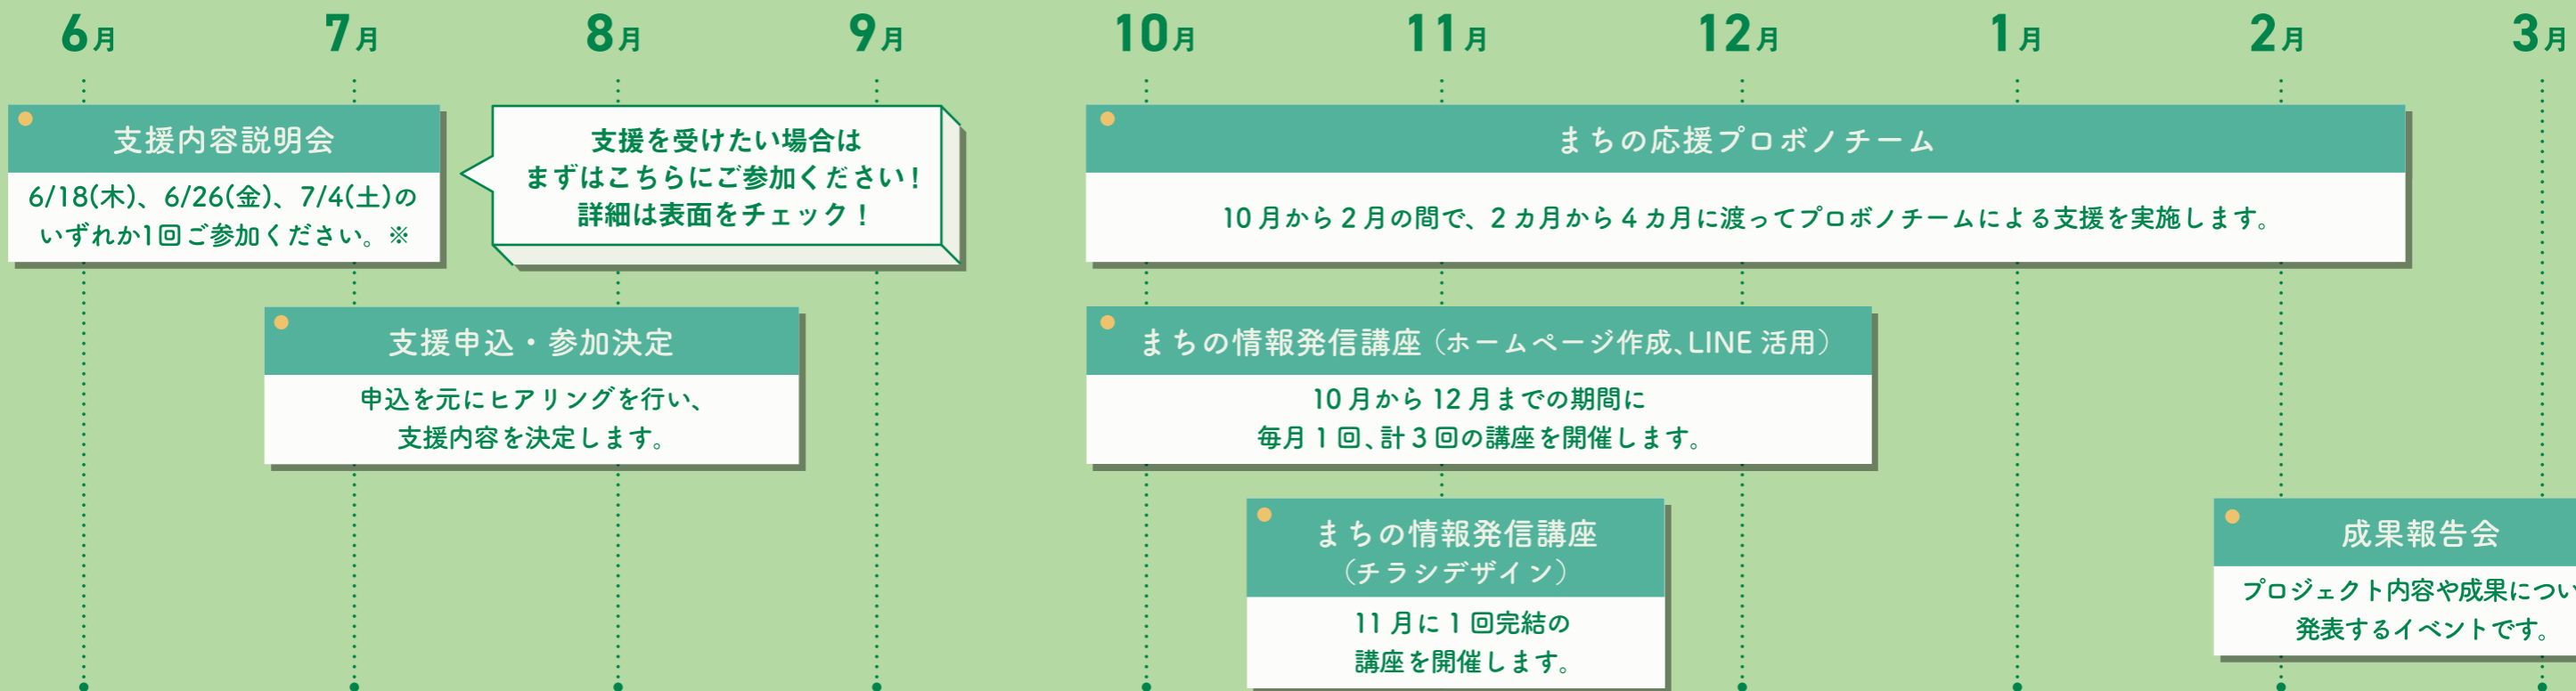 6月 7月 8月 9月 10月 11月 12月 1月 2月 3月
支援内容説明会
6/18(木)、6/26(金)、7/4(土)の
いずれか1回ご参加ください。※
支援を受けたい場合は
まずはこちらにご参加ください！
詳細は表面をチェック！
まちの応援プロボノチーム
10月から2月の間で、2カ月から4カ月に渡ってプロボノチームによる支援を実施します。
支援申込・参加決定
申込を元にヒアリングを行い、
支援内容を決定します。
まちの情報発信講座（ホームページ作成、LINE活用）
10月から12月までの期間に
毎月1回、計3回の講座を開催します。
まちの情報発信講座
（チラシデザイン）
11月に1回完結の
講座を開催します。
成果報告会
プロジェクト内容や成果につい
発表するイベントです。